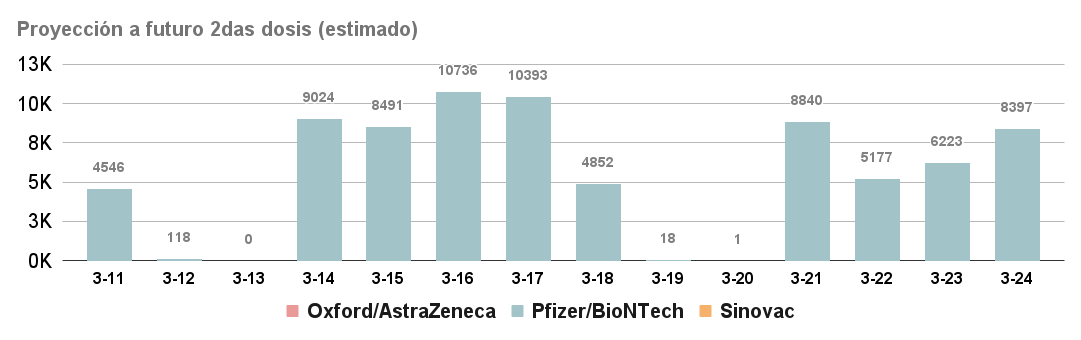 Proyección a futuro 2das dosis (estimado)
13K
10K
8K
5K
3K
0K
4546
118
0
9024
8491
10736
10393
4852
18
1
8840
5177
6223
8397
3-11 3-12 3-13 3-14 3-15 3-16 3-17 3-18 3-19 3-20 3-21 3-22 3-23 3-24
Oxford/AstraZeneca Pfizer/BioNTech Sinovac